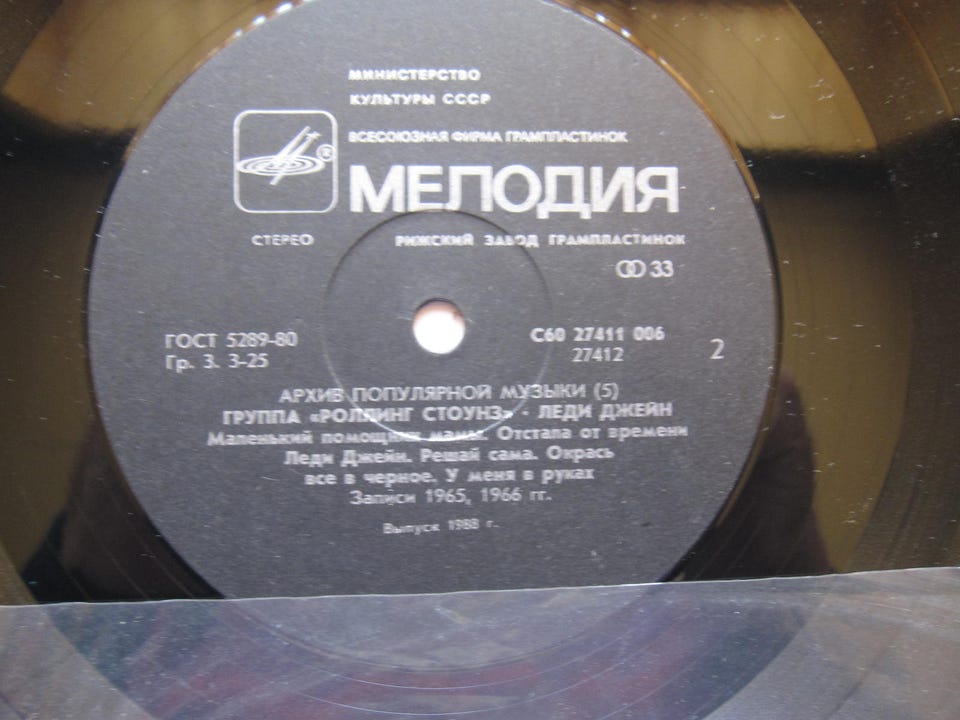 МИНИСТЕРСТВО
КУЛЬТУРЫ СССР
ВСЕСОЮЗНАЯ ФИРМА ГРАМПЛАСТИНОК
® МЕЛОДИЯ
СТЕРЕО РИЖСКИЙ ЗАВОД ГРАМПЛАСТИНОК
33
ГОСТ 5289-80 С60 27411 006
Гр. 3. 3-25 27412 2
АРХИВ ПОПУЛЯРНОЙ МУЗЫКИ (5)
ГРУППА «РОЛЛИНГ СТОУНЗ» - ЛЕДИ ДЖЕЙН
Маленький помощник мамы. Отстала от времени
Леди Джейн. Решай сама. Окрась
все в черное. У меня в руках
Записи 1965, 1966 гг.
Выпуск 1988 г.